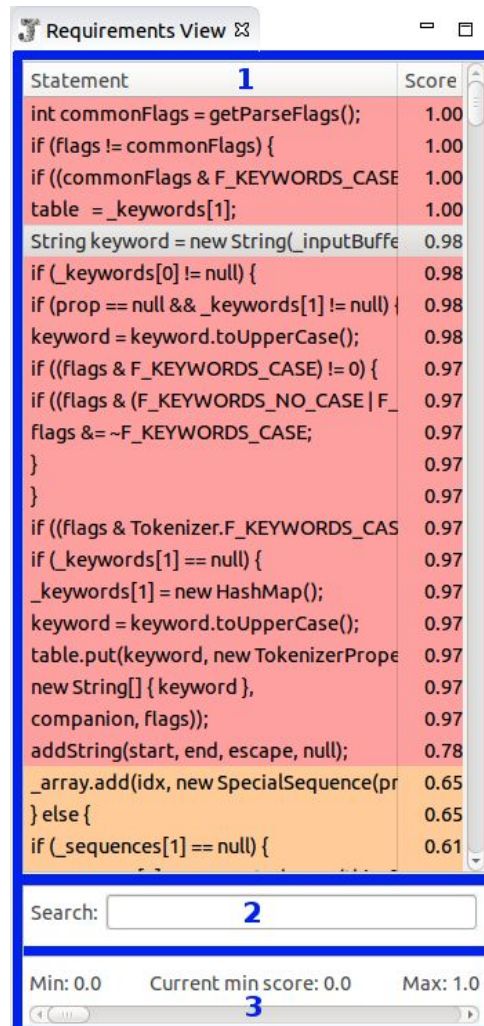 Requirements View
Statement 1 Score
int commonFlags = getParseFlags(); 1.00
if (flags != commonFlags) { 1.00
if ((commonFlags & F_KEYWORDS_CASE 1.00
table = _keywords[1]; 1.00
String keyword = new String(_inputBuffe 0.98
if (_keywords[0] != null) { 0.98
if (prop == null && _keywords[1] != null) { 0.98
keyword = keyword.toUpperCase(); 0.98
if ((flags & F_KEYWORDS_CASE) != 0) { 0.97
if ((flags & (F_KEYWORDS_NO_CASE | F_ 0.97
flags &= ~F_KEYWORDS_CASE; 0.97
} 0.97
} 0.97
if ((flags & Tokenizer.F_KEYWORDS_CAS 0.97
if (_keywords[1] == null) { 0.97
_keywords[1] = new HashMap(); 0.97
keyword = keyword.toUpperCase(); 0.97
table.put(keyword, new TokenizerPrope 0.97
new String[] { keyword }, 0.97
companion, flags)); 0.97
addString(start, end, escape, null); 0.78
_array.add(idx, new SpecialSequence(pr 0.65
} else { 0.65
if (_sequences[1] == null) { 0.61
Search: 2
Min: 0.0 Current min score: 0.0 Max: 1.0
3